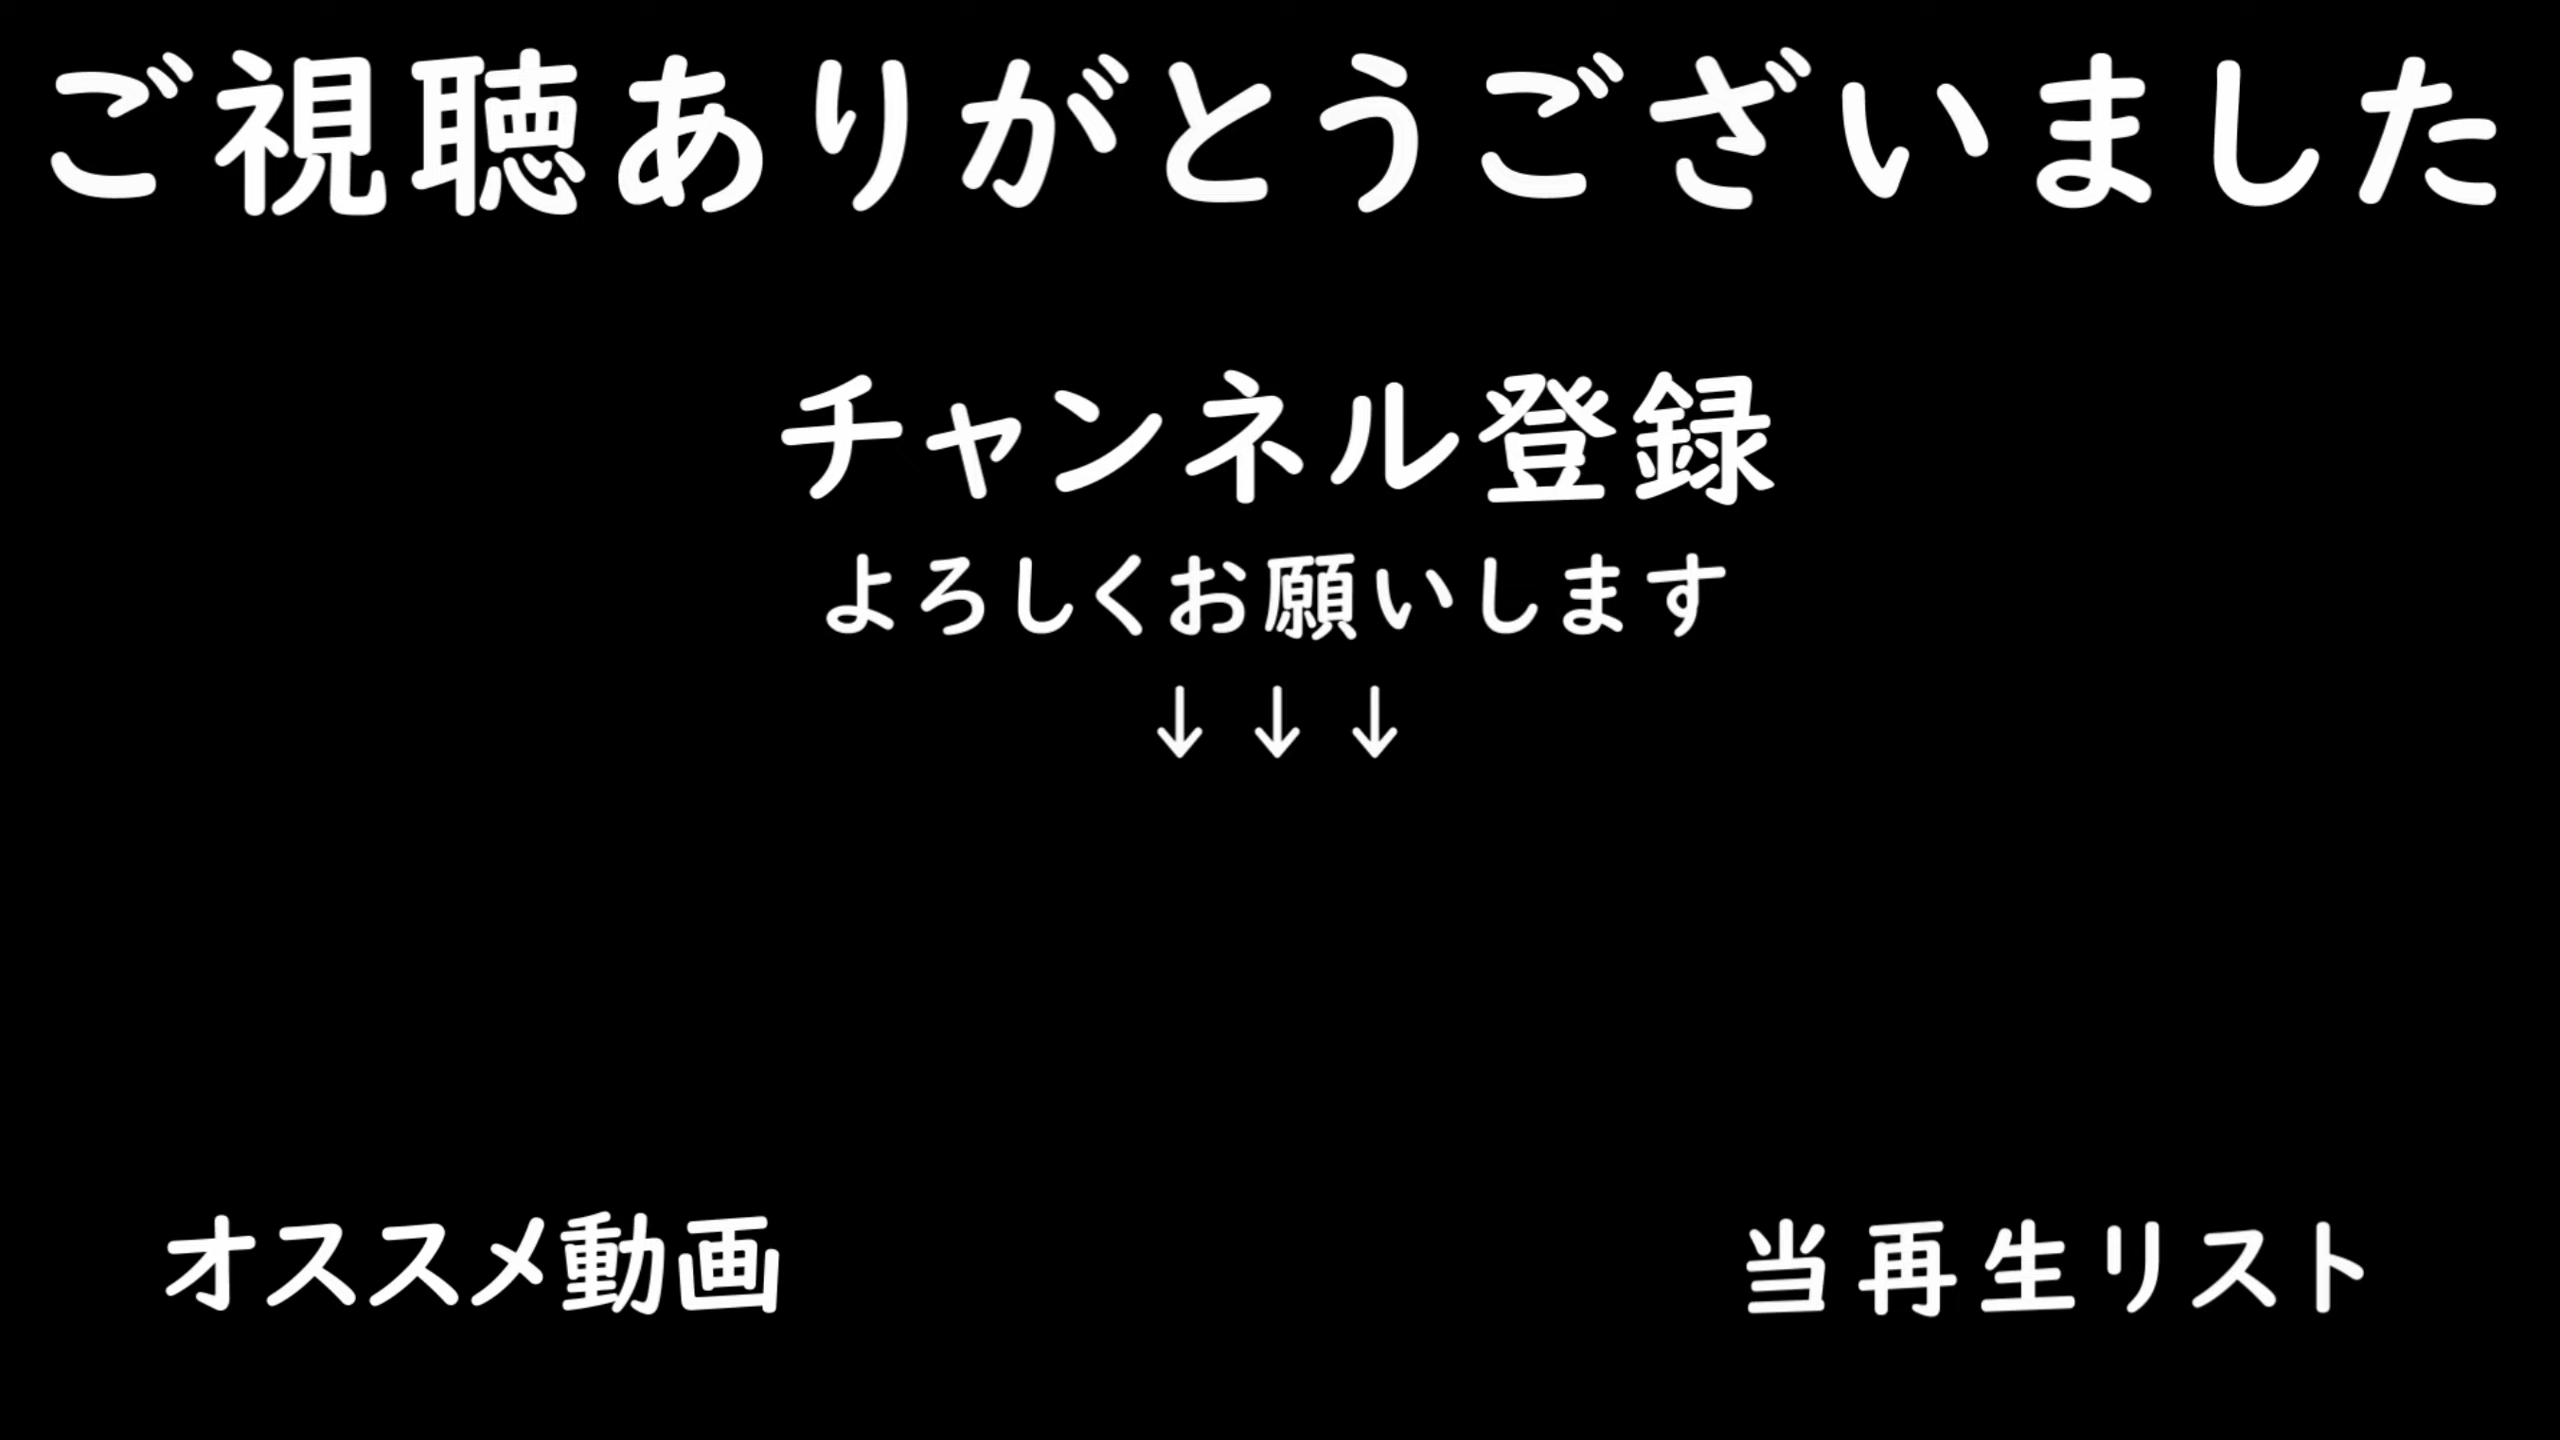 ご視聴ありがとうございました
チャンネル登録
よろしくお願いします
↓ ↓ ↓
オススメ動画
当再生リスト